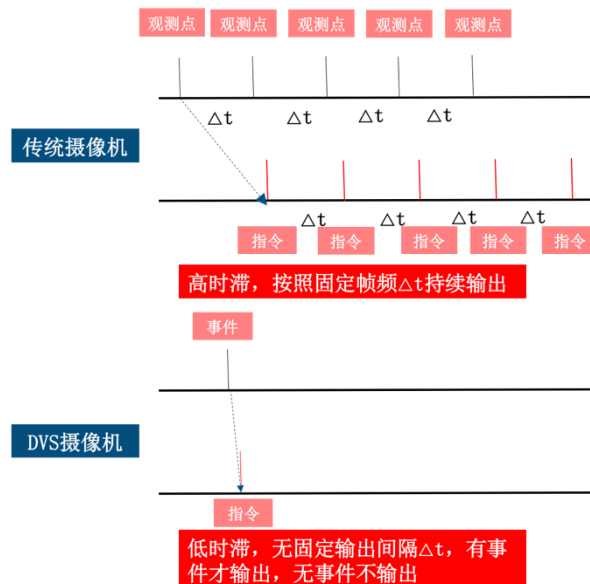 观测点 观测点 观测点 观测点 观测点
△t △t △t △t
传统摄像机
△t △t △t △t
指令 指令 指令 指令 指令
高时滞，按照固定帧频△t持续输出
事件
DVS摄像机
指令
低时滞，无固定输出间隔△t，有事
件才输出，无事件不输出